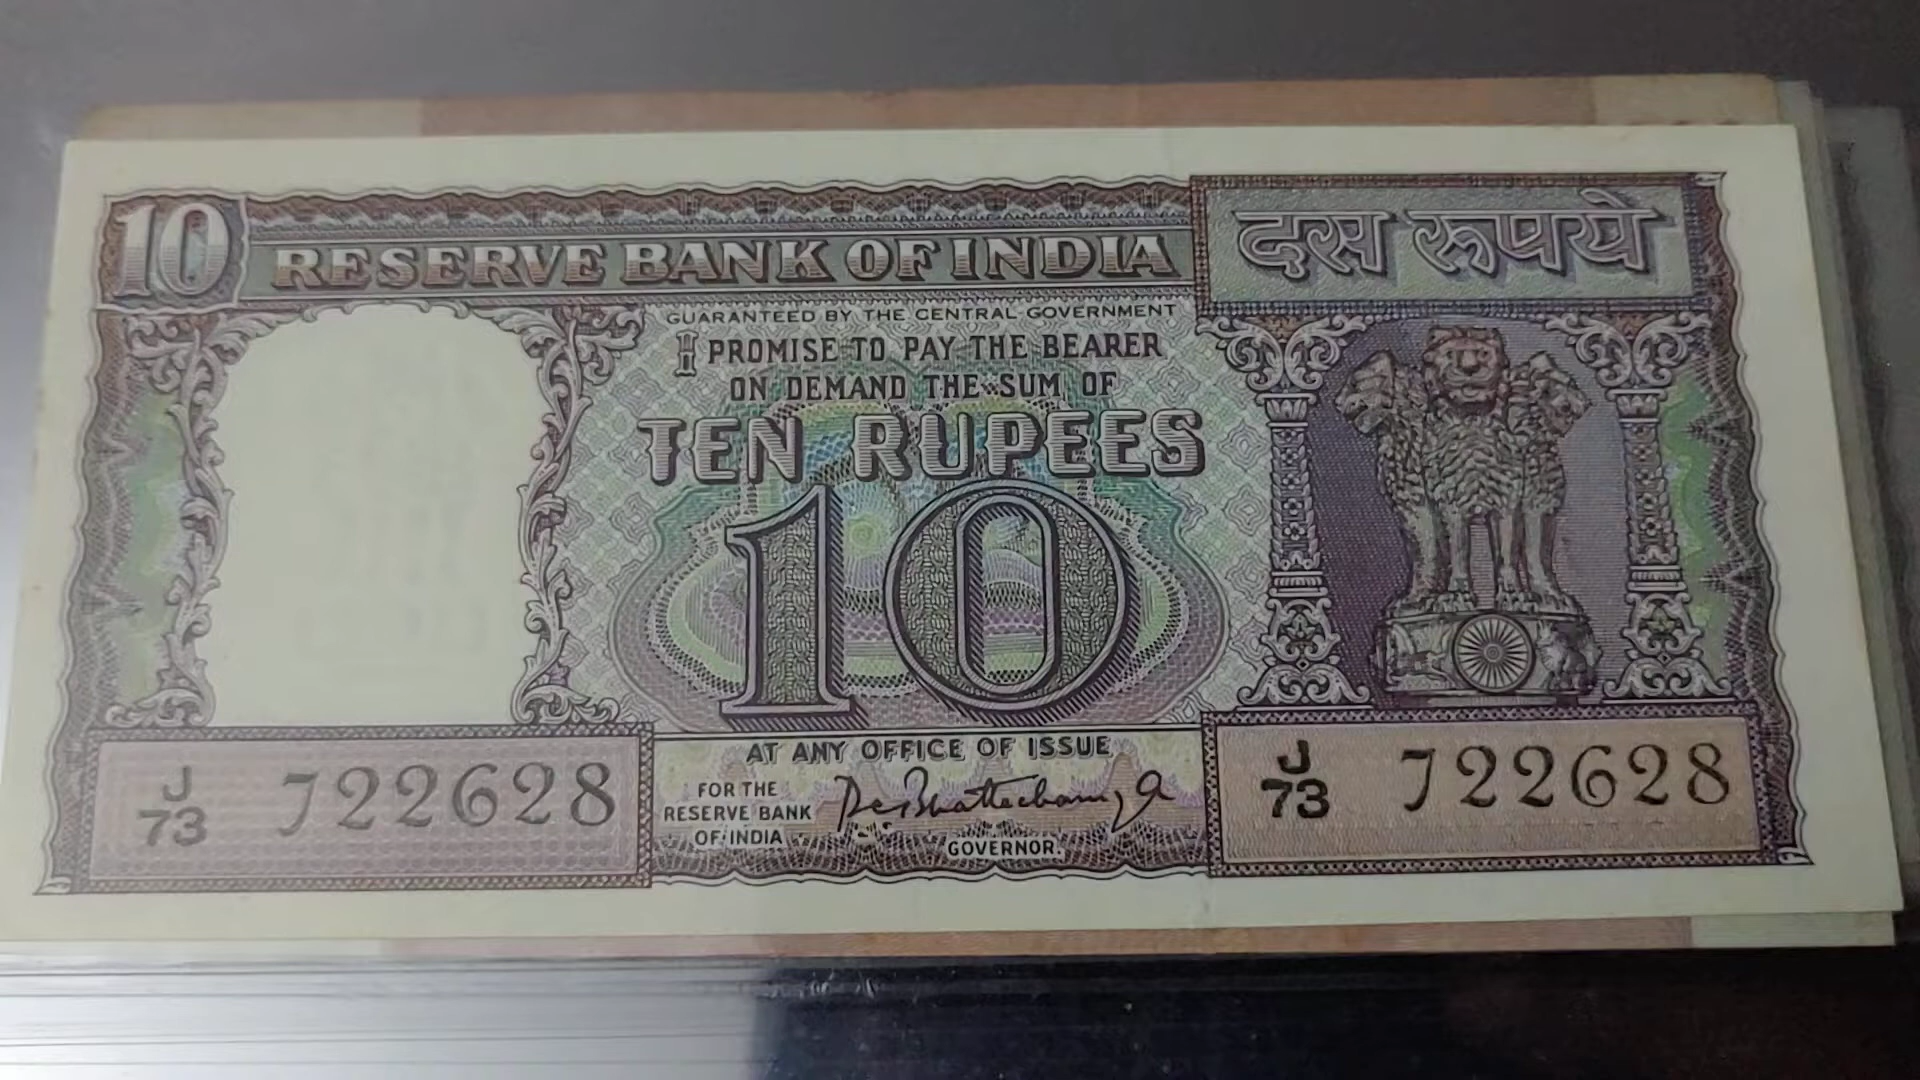 10 RESERVE BANK OF INDIA दस रूपये
GUARANTEED BY THE CENTRAL GOVERNMENT
I PROMISE TO PAY THE BEARER
ON DEMAND THE SUM OF
TEN RUPEES
10
AT ANY OFFICE OF ISSUE
J
73 722628
FOR THE
RESERVE BANK
OF INDIA
P C Bhattacharyya
GOVERNOR.
J
73 722628